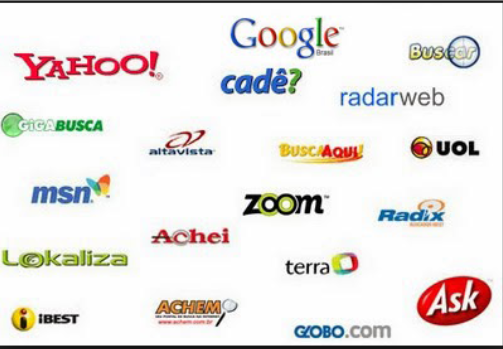 Google
Brasil
YAHOO!
cadê?
Buscar
radarweb
GiGABUSCA
altavista
BUSCAAQUI!
UOL
msn
ZOOM
Radix
Achei
Lokaliza
terra
Ask
iBEST
ACHEM
www.achem.com.br
GLOBO.com